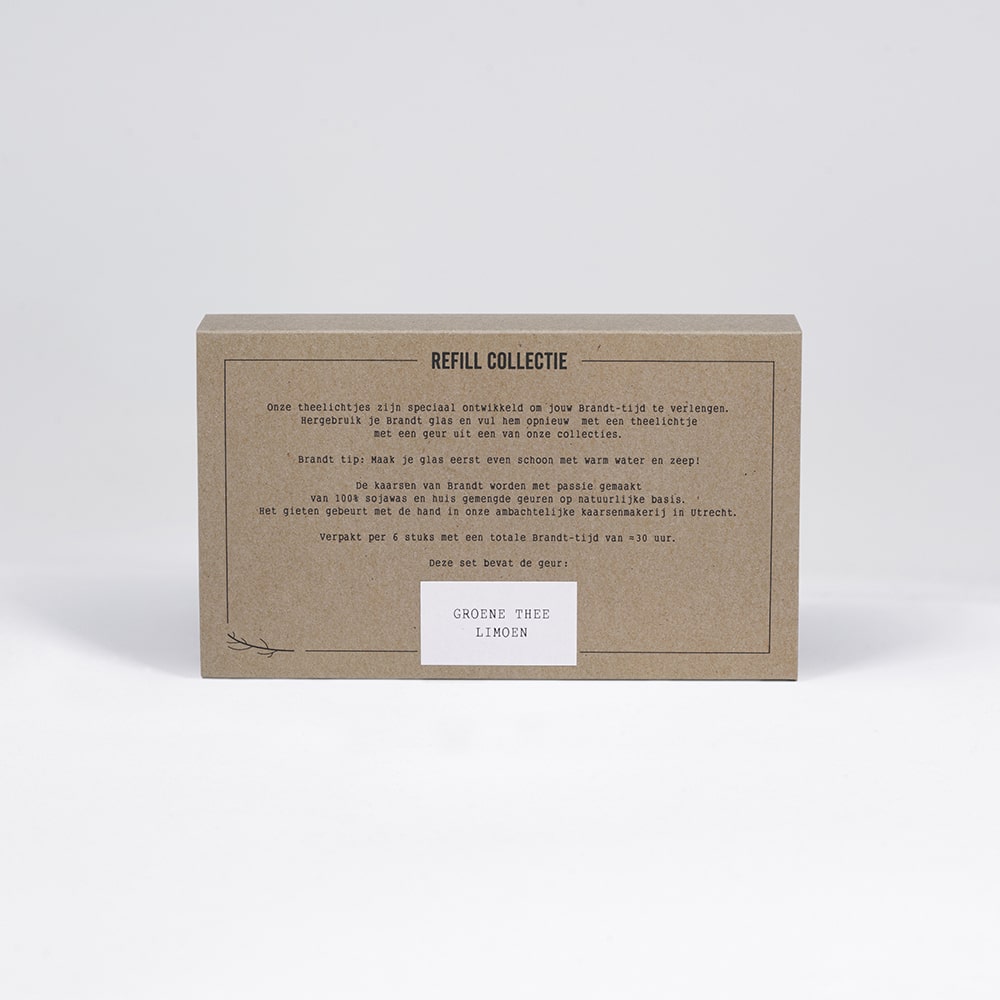 REFILL COLLECTIE
Onze theelichtjes zijn speciaal ontwikkeld om jouw Brandt-tijd te verlengen.
Hergebruik je Brandt glas en vul hem opnieuw met een theelichtje
met een geur uit een van onze collecties.
Brandt tip: Maak je glas eerst even schoon met warm water en zeep!
De kaarsen van Brandt worden met passie gemaakt
van 100% sojawas en huis gemengde geuren op natuurlijke basis.
Het gieten gebeurt met de hand in onze ambachtelijke kaarsenmakerij in Utrecht.
Verpakt per 6 stuks met een totale Brandt-tijd van ≈30 uur.
Deze set bevat de geur:
GROENE THEE
LIMOEN